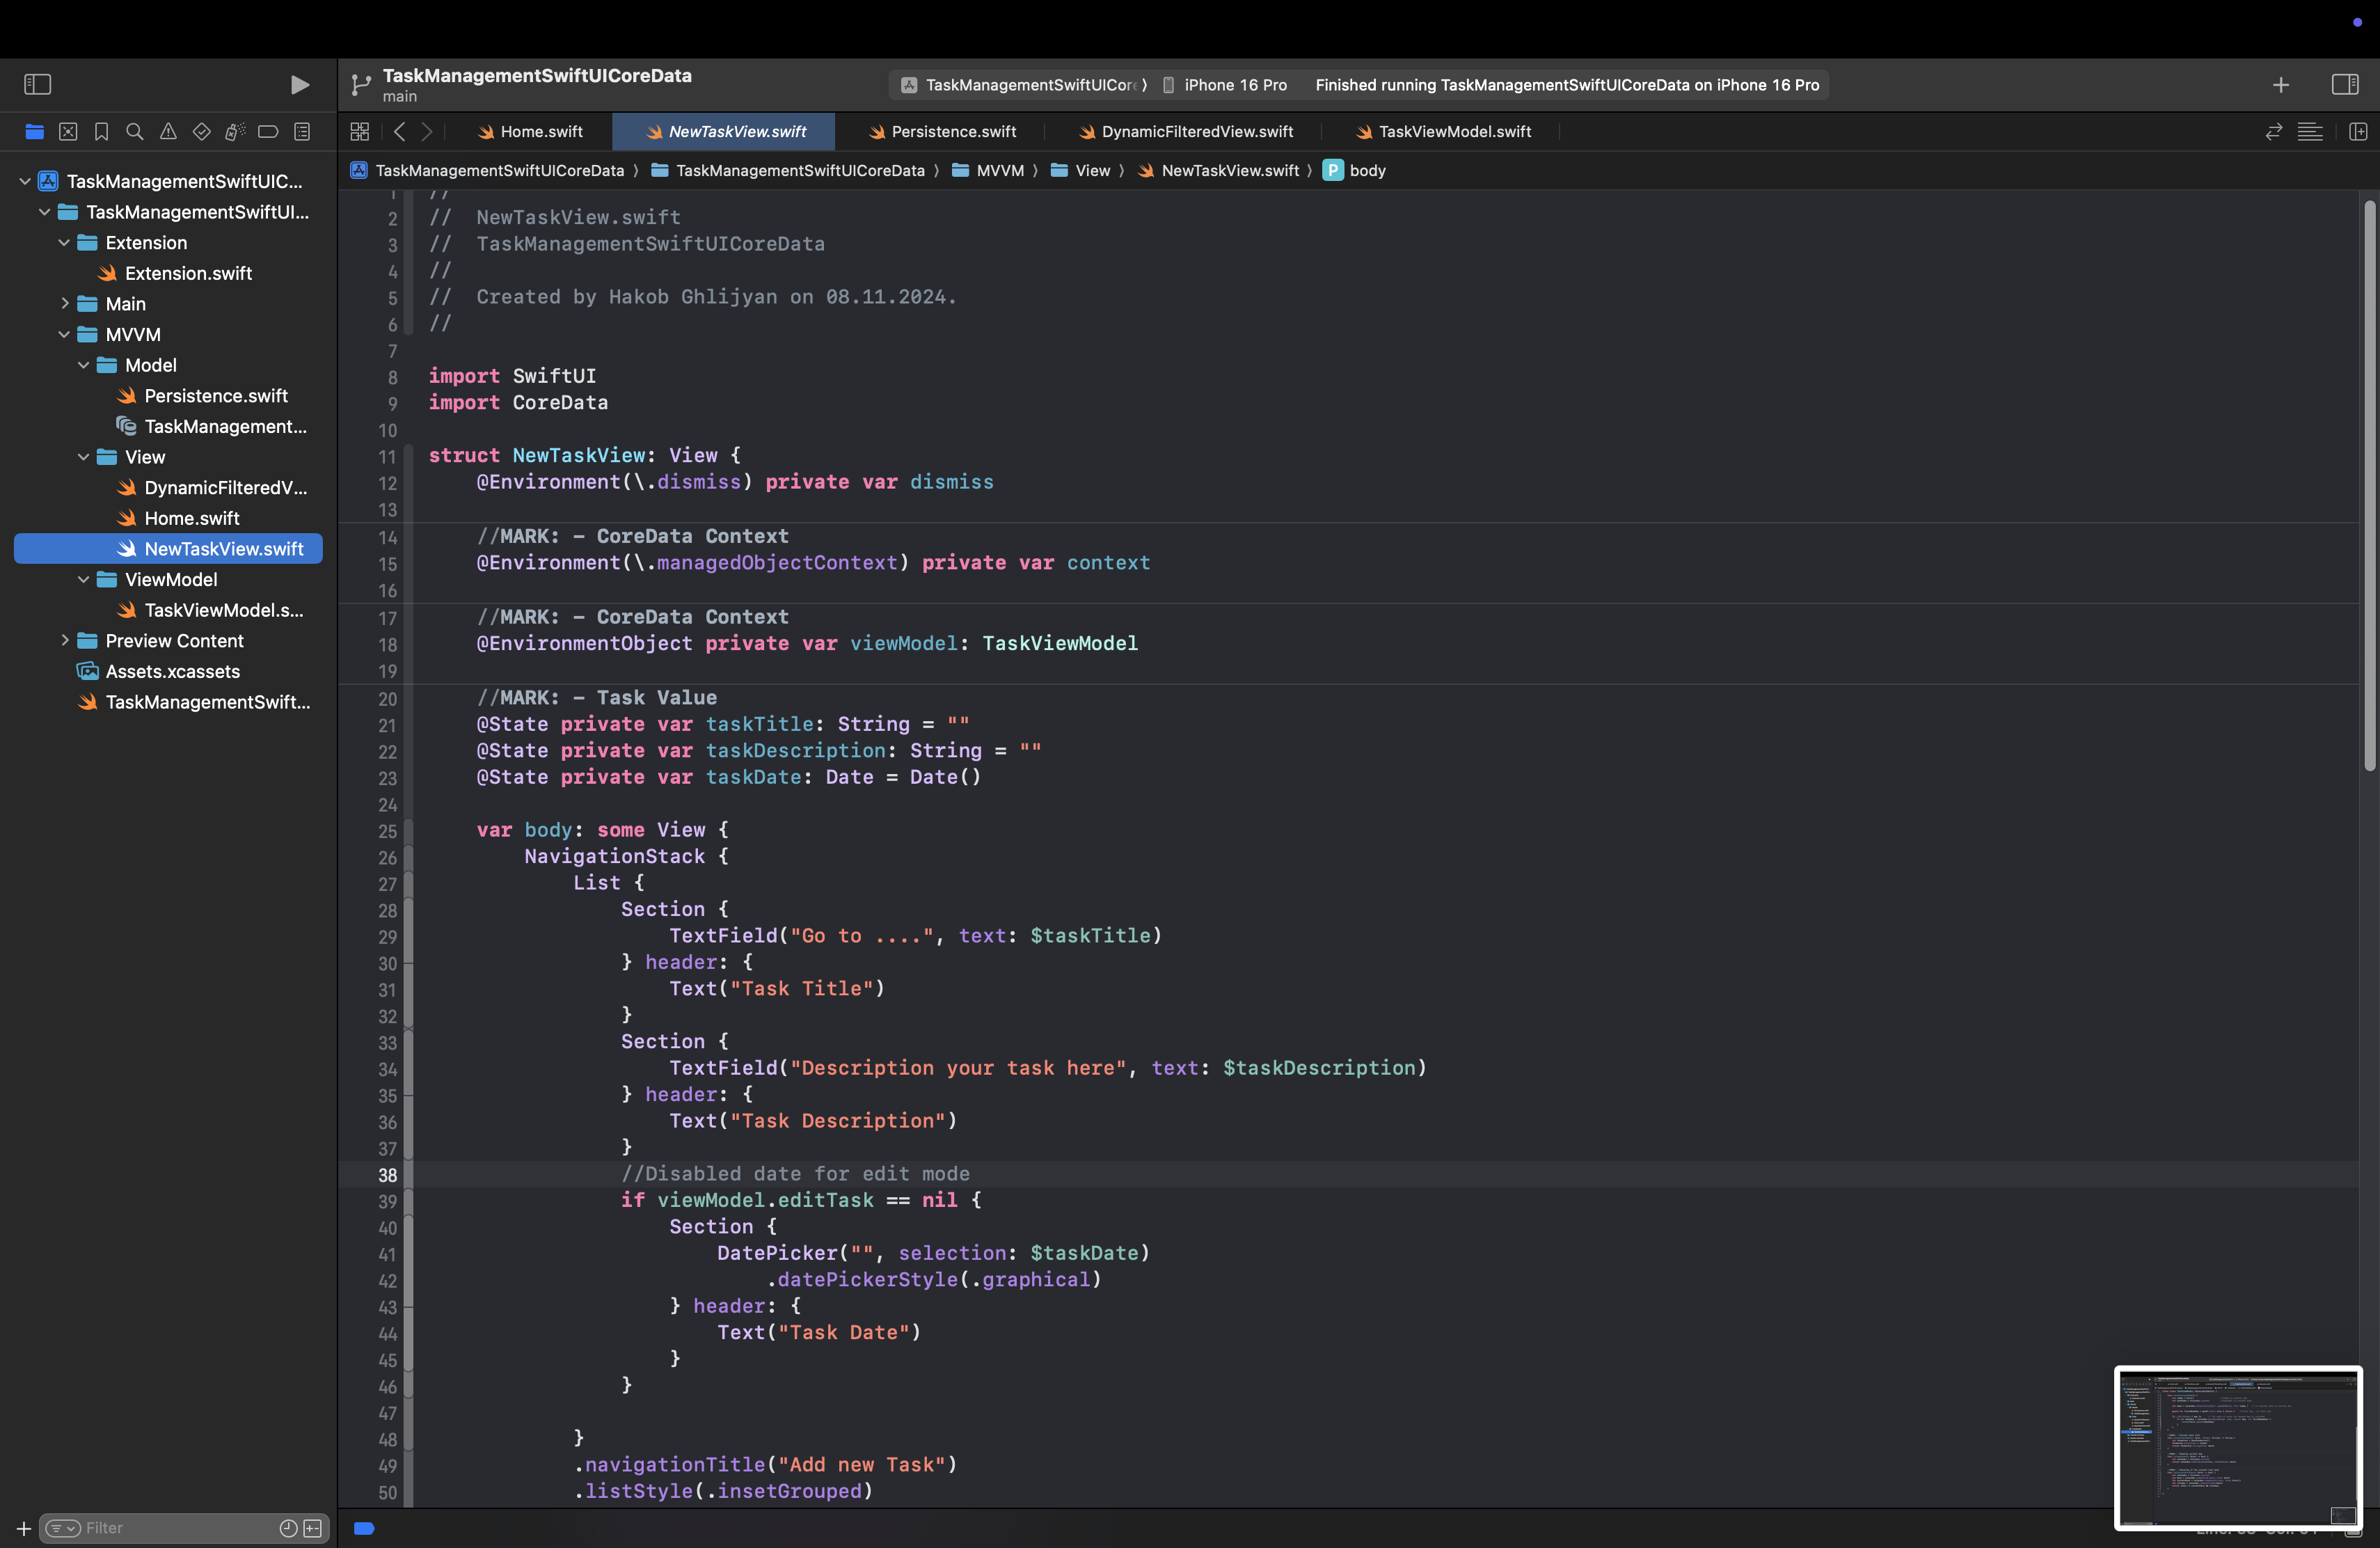 TaskManagementSwiftUICoreData
main
TaskManagementSwiftUICor
iPhone 16 Pro
Finished running TaskManagementSwiftUICoreData on iPhone 16 Pro
Home.swift
NewTaskView.swift
Persistence.swift
DynamicFilteredView.swift
TaskViewModel.swift
TaskManagementSwiftUICoreData
TaskManagementSwiftUICoreData
MVVM
View
NewTaskView.swift
P
body
TaskManagementSwiftUIC...
TaskManagementSwiftUI...
Extension
Extension.swift
Main
MVVM
Model
Persistence.swift
TaskManagement...
View
DynamicFilteredV...
Home.swift
NewTaskView.swift
ViewModel
TaskViewModel.s...
Preview Content
Assets.xcassets
TaskManagementSwift...
Filter
1 //
2 //  NewTaskView.swift
3 //  TaskManagementSwiftUICoreData
4 //
5 //  Created by Hakob Ghlijyan on 08.11.2024.
6 //
7
8 import SwiftUI
9 import CoreData
10
11 struct NewTaskView: View {
12     @Environment(\.dismiss) private var dismiss
13
14     //MARK: - CoreData Context
15     @Environment(\.managedObjectContext) private var context
16
17     //MARK: - CoreData Context
18     @EnvironmentObject private var viewModel: TaskViewModel
19
20     //MARK: - Task Value
21     @State private var taskTitle: String = ""
22     @State private var taskDescription: String = ""
23     @State private var taskDate: Date = Date()
24
25     var body: some View {
26         NavigationStack {
27             List {
28                 Section {
29                     TextField("Go to ....", text: $taskTitle)
30                 } header: {
31                     Text("Task Title")
32                 }
33                 Section {
34                     TextField("Description your task here", text: $taskDescription)
35                 } header: {
36                     Text("Task Description")
37                 }
38                 //Disabled date for edit mode
39                 if viewModel.editTask == nil {
40                     Section {
41                         DatePicker("", selection: $taskDate)
42                             .datePickerStyle(.graphical)
43                     } header: {
44                         Text("Task Date")
45                     }
46                 }
47
48             }
49             .navigationTitle("Add new Task")
50             .listStyle(.insetGrouped)